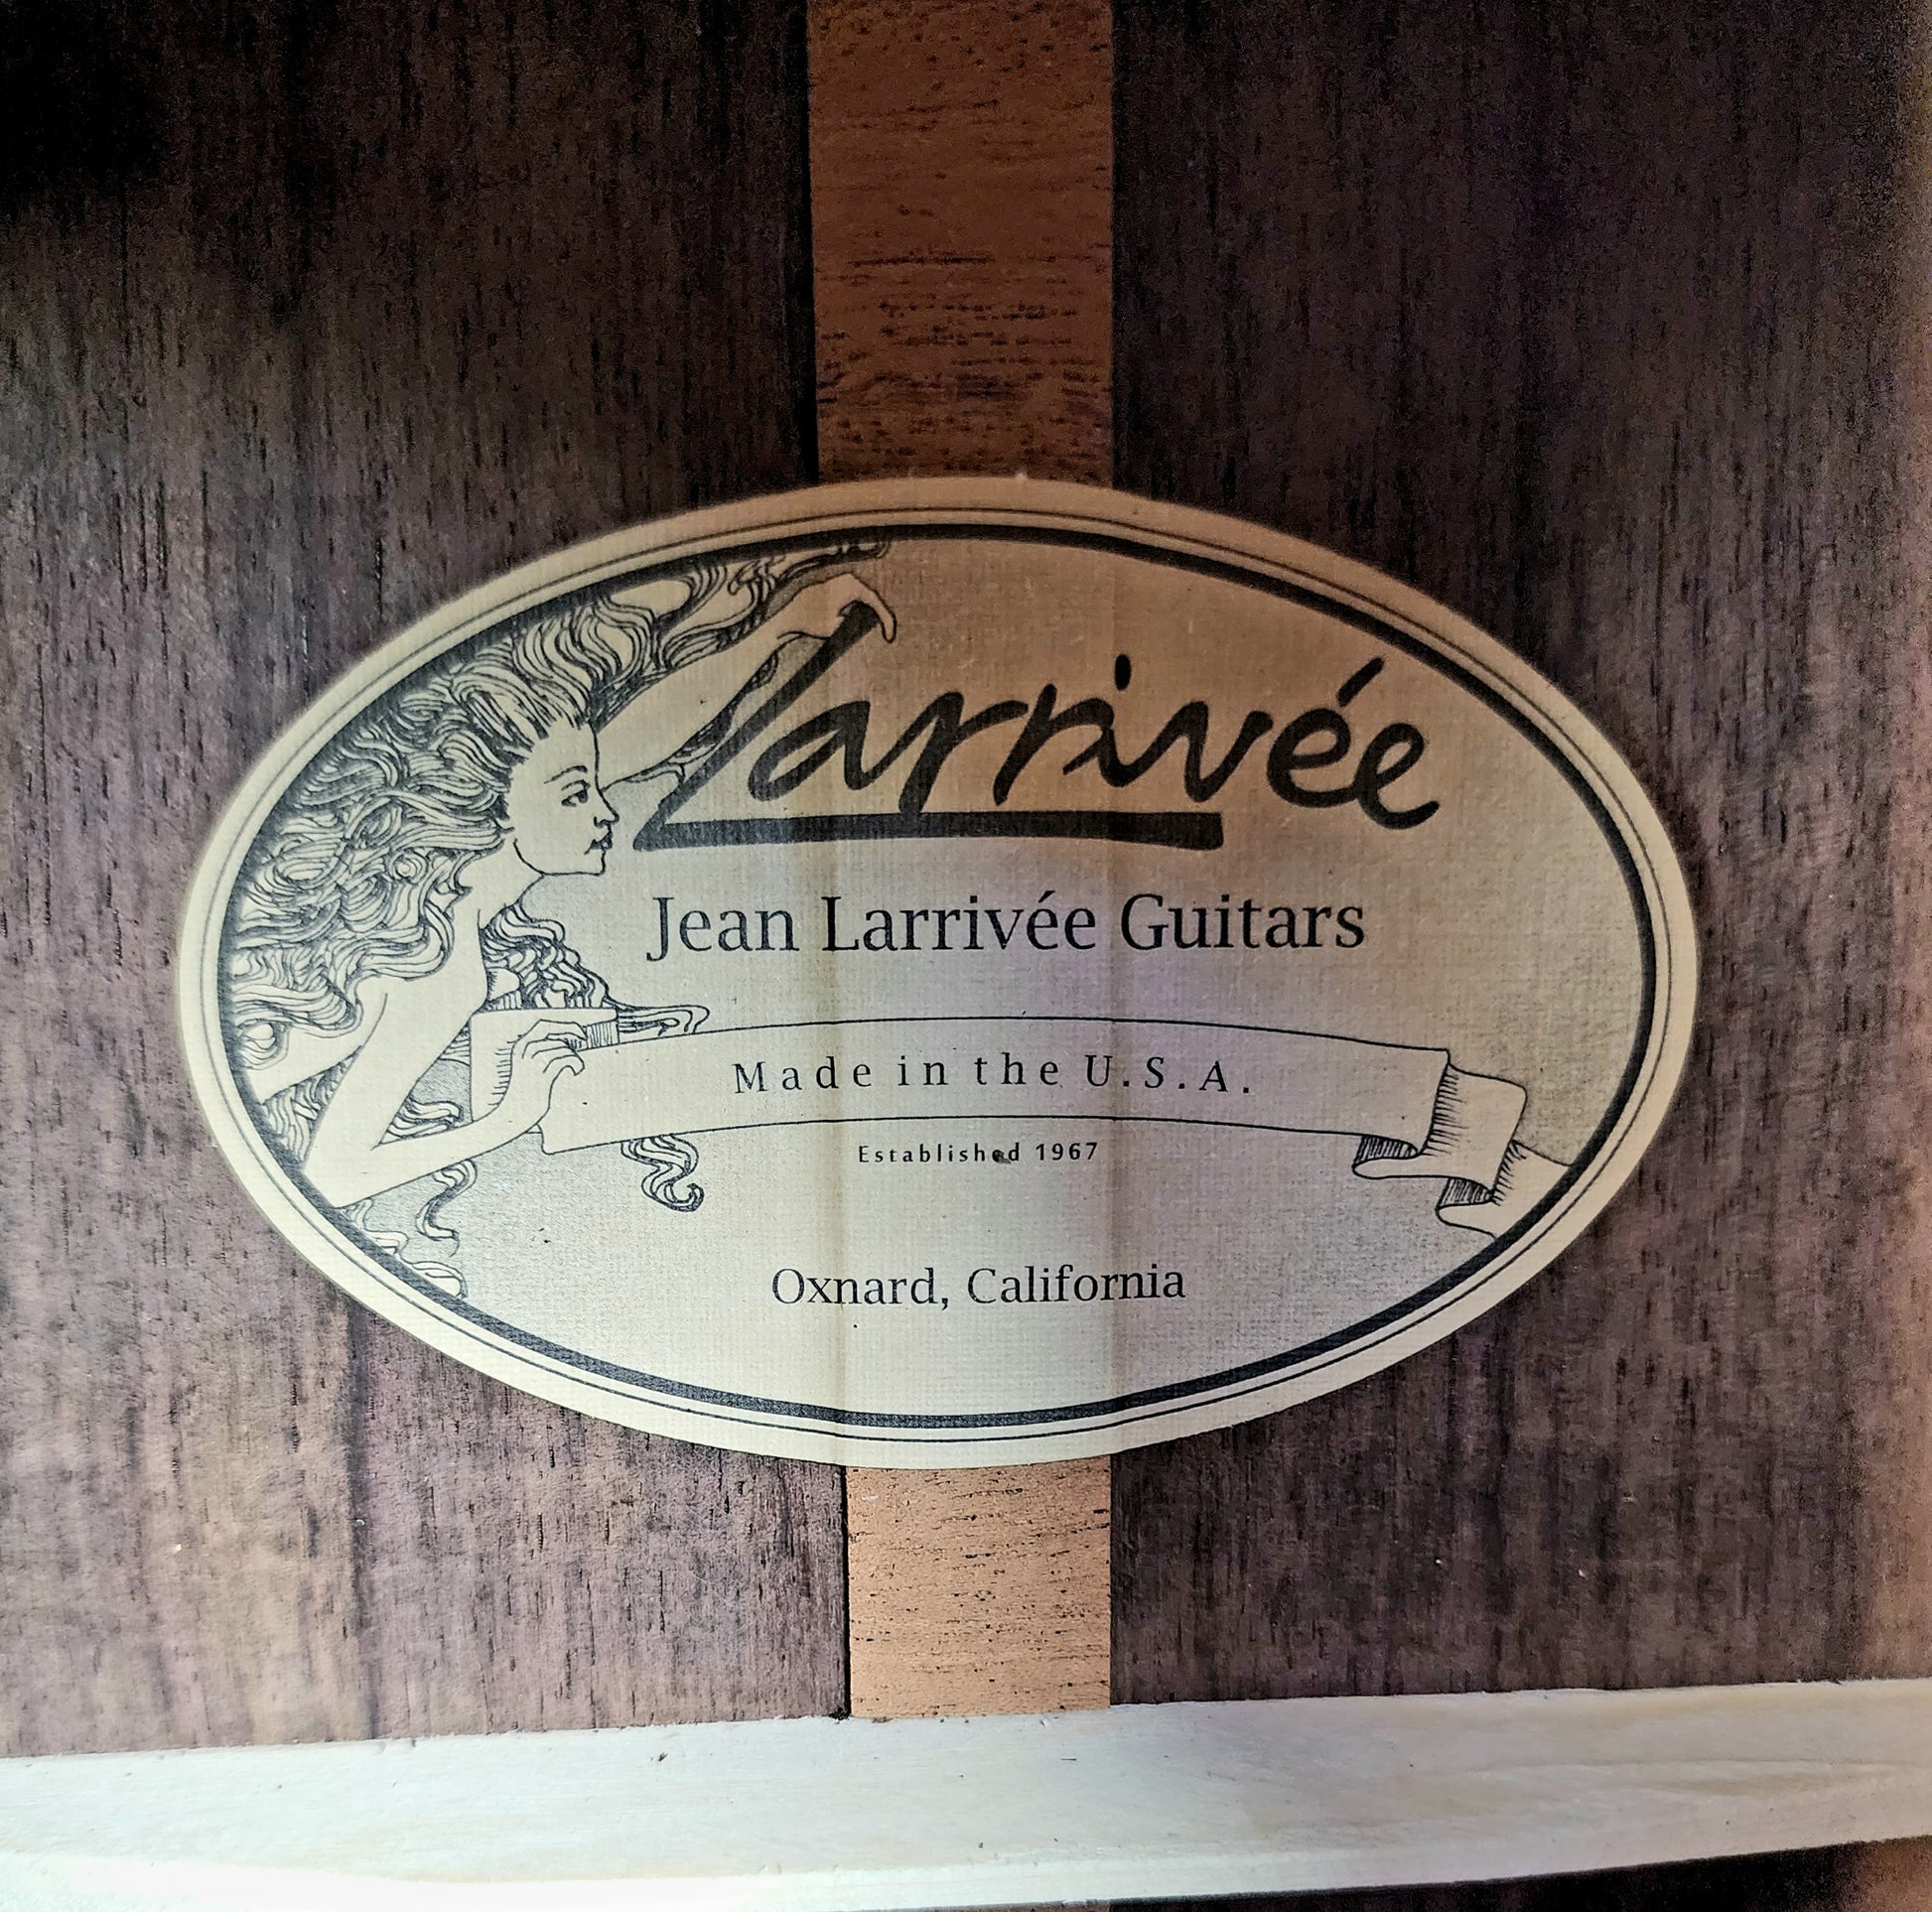 Larrivée
Jean Larrivée Guitars
Made in the U.S.A.
Established 1967
Oxnard, California